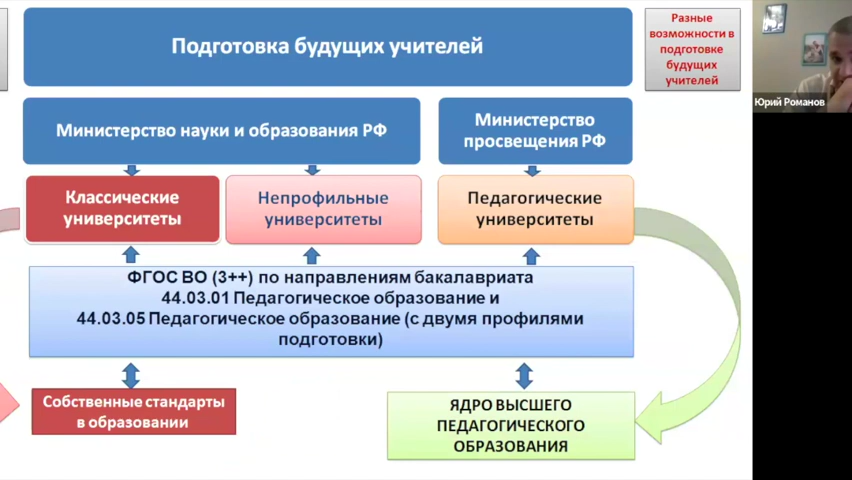 Подготовка будущих учителей
Разные
возможности в
подготовке
будущих
учителей
Юрий Романов
Министерство науки и образования РФ
Министерство
просвещения РФ
Классические
университеты
Непрофильные
университеты
Педагогические
университеты
ФГОС ВО (3++) по направлениям бакалавриата
44.03.01 Педагогическое образование и
44.03.05 Педагогическое образование (с двумя профилями
подготовки)
Собственные стандарты
в образовании
ЯДРО ВЫСШЕГО
ПЕДАГОГИЧЕСКОГО
ОБРАЗОВАНИЯ